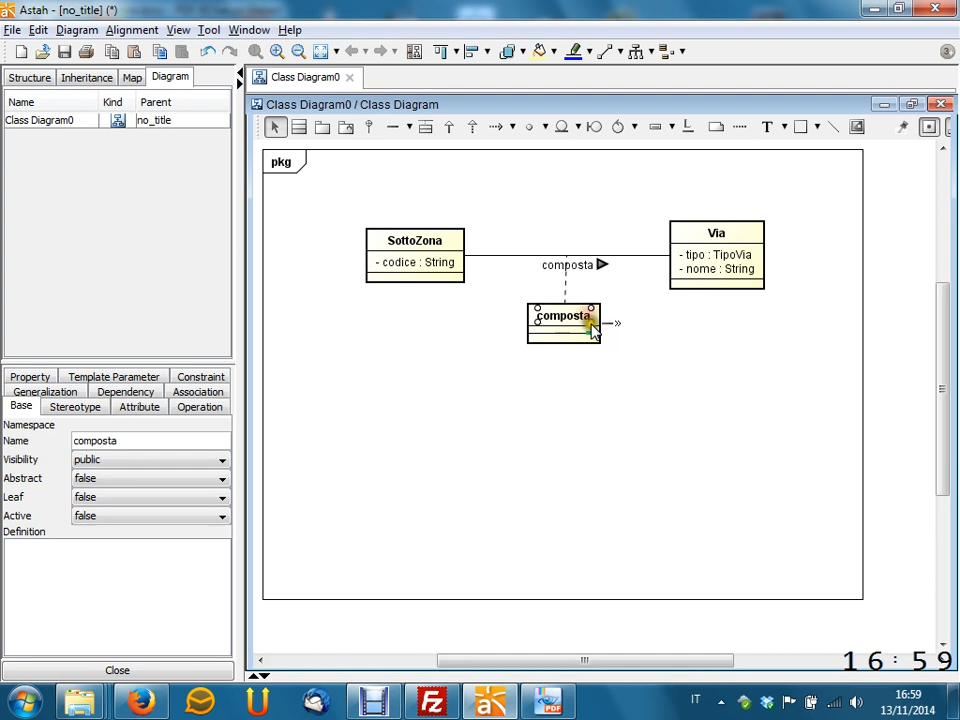 Astah - [no_title] (*)
File Edit Diagram Alignment View Tool Window Help
3
Structure Inheritance Map Diagram
Class Diagram0
Name Kind Parent
Class Diagram0 no_title
Class Diagram0 / Class Diagram
T
pkg
SottoZona
- codice : String
Via
- tipo : TipoVia
- nome : String
composta
composta
Property Template Parameter Constraint
Generalization Dependency Association
Base Stereotype Attribute Operation
Namespace
Name composta
Visibility public
Abstract false
Leaf false
Active false
Definition
Close
16:59
IT
16:59
13/11/2014